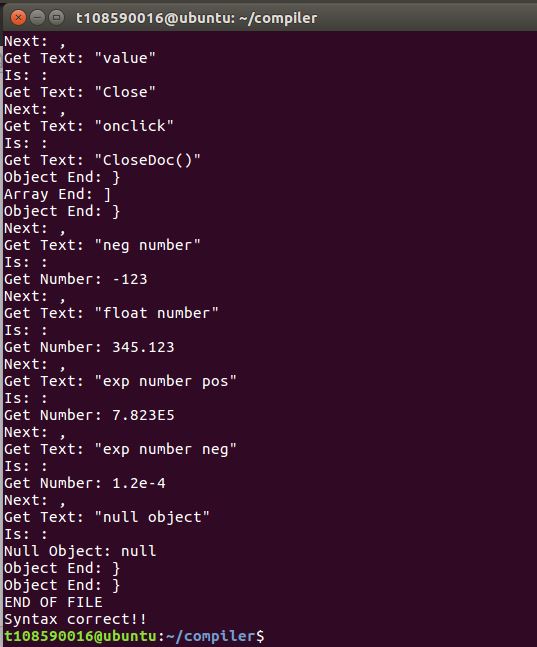 t108590016@ubuntu: ~/compiler
Next: ,
Get Text: "value"
Is: :
Get Text: "Close"
Next: ,
Get Text: "onclick"
Is: :
Get Text: "CloseDoc()"
Object End: }
Array End: ]
Object End: }
Next: ,
Get Text: "neg number"
Is: :
Get Number: -123
Next: ,
Get Text: "float number"
Is: :
Get Number: 345.123
Next: ,
Get Text: "exp number pos"
Is: :
Get Number: 7.823E5
Next: ,
Get Text: "exp number neg"
Is: :
Get Number: 1.2e-4
Next: ,
Get Text: "null object"
Is: :
Null Object: null
Object End: }
Object End: }
END OF FILE
Syntax correct!!
t108590016@ubuntu:~/compiler$